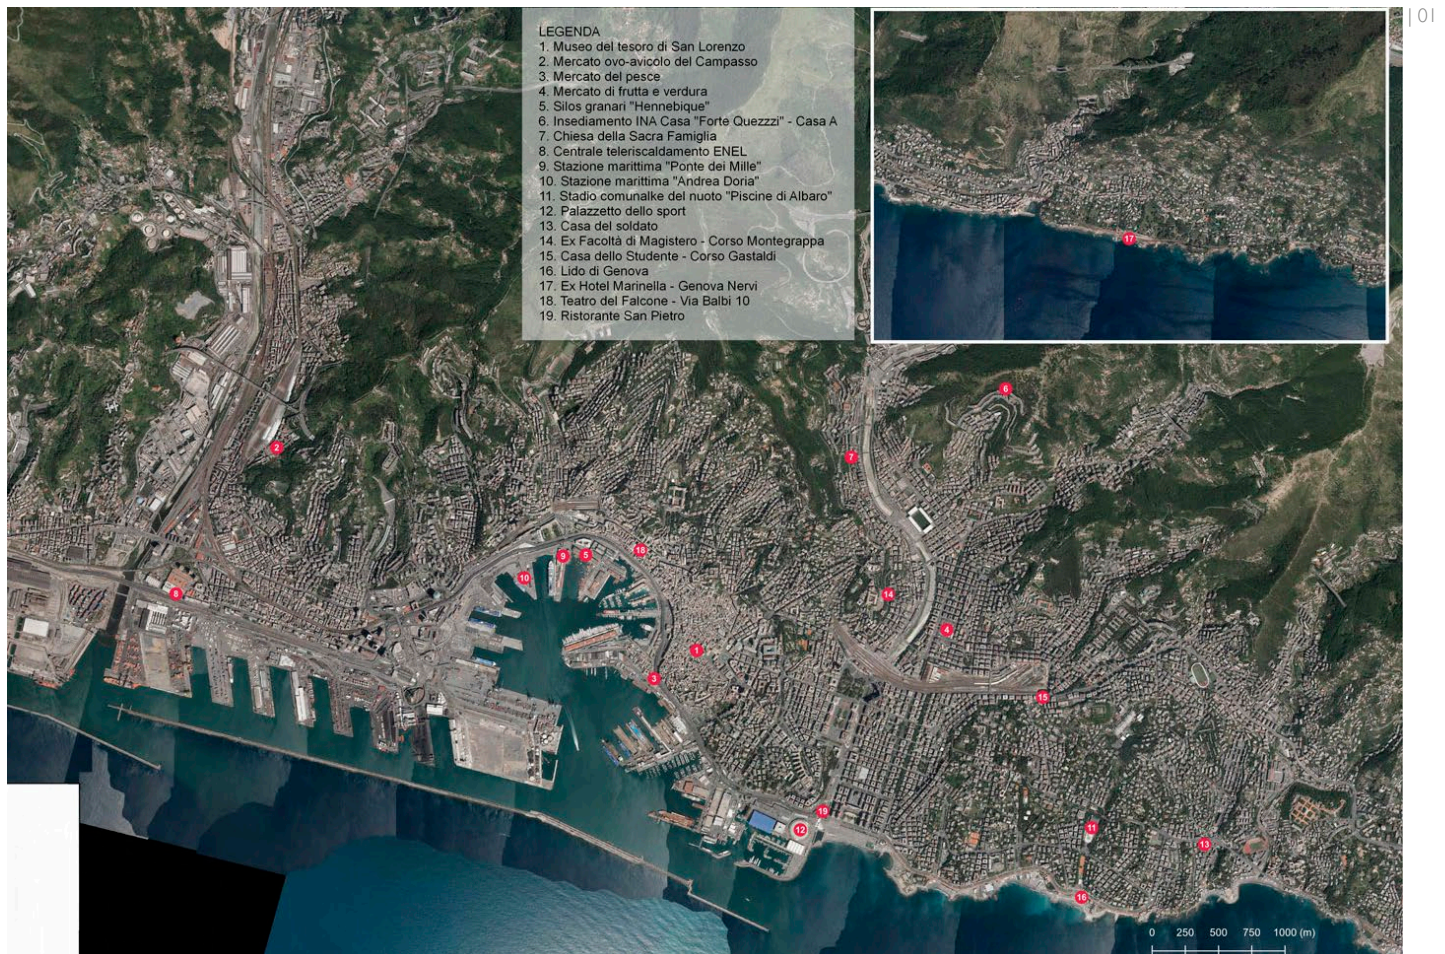 | 01
LEGENDA
1. Museo del tesoro di San Lorenzo
2. Mercato ovo-avicolo del Campasso
3. Mercato del pesce
4. Mercato di frutta e verdura
5. Silos granari "Hennebique"
6. Insediamento INA Casa "Forte Quezzzi" - Casa A
7. Chiesa della Sacra Famiglia
8. Centrale teleriscaldamento ENEL
9. Stazione marittima "Ponte dei Mille"
10. Stazione marittima "Andrea Doria"
11. Stadio comunalke del nuoto "Piscine di Albaro"
12. Palazzetto dello sport
13. Casa del soldato
14. Ex Facoltà di Magistero - Corso Montegrappa
15. Casa dello Studente - Corso Gastaldi
16. Lido di Genova
17. Ex Hotel Marinella - Genova Nervi
18. Teatro del Falcone - Via Balbi 10
19. Ristorante San Pietro
17
6
2
7
18
9
5
10
8
14
4
1
3
15
19
11
12
13
16
0 250 500 750 1000 (m)